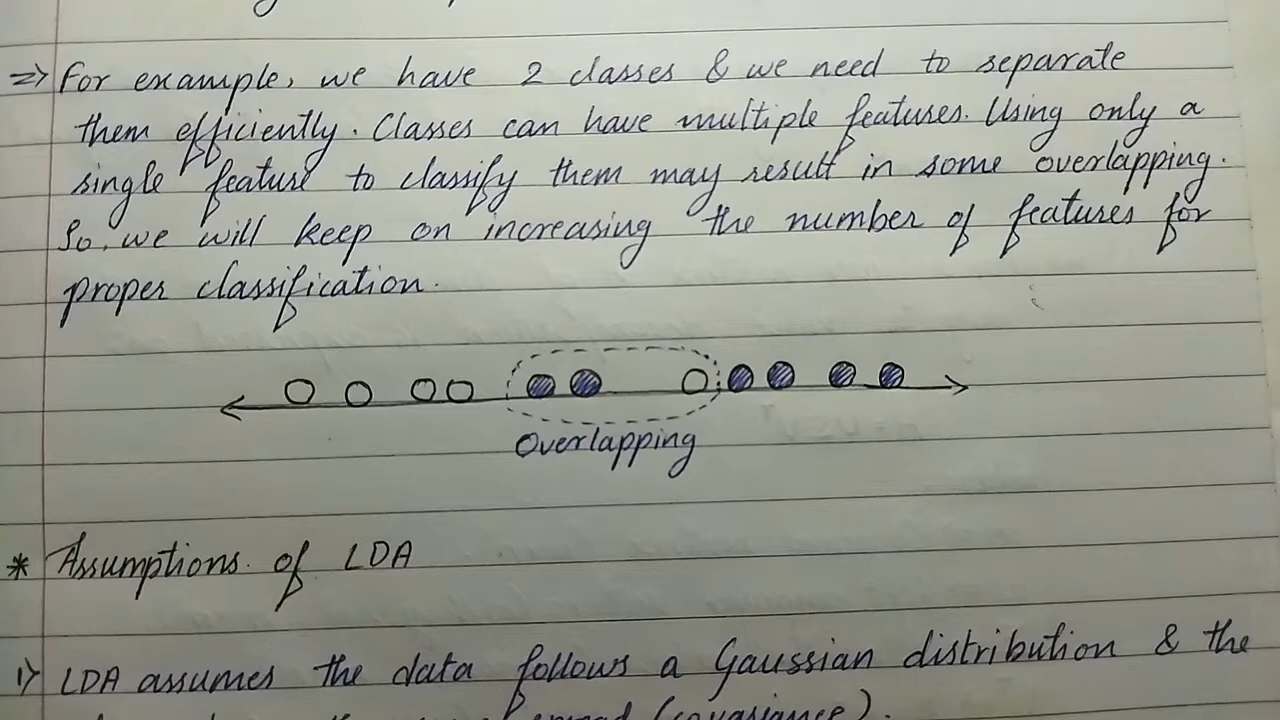 => For example, we have 2 classes & we need to separate
them efficiently. Classes can have multiple features. Using only a
single feature to classify them may result in some overlapping.
So, we will keep on increasing the number of features for
proper classification.
Overlapping
* Assumptions of LDA
1) LDA assumes the data follows a Gaussian distribution & the
(covariance).